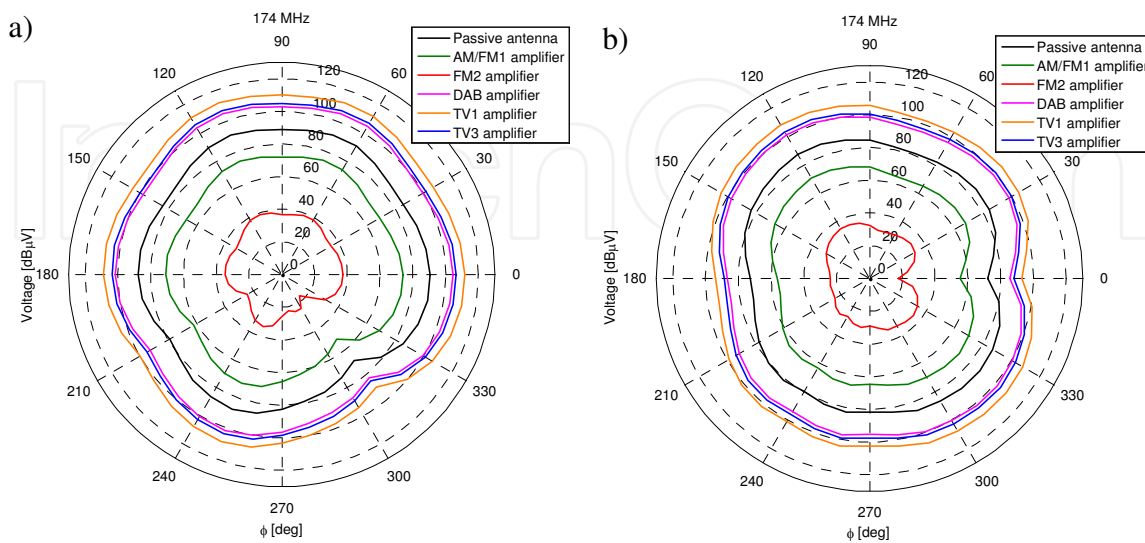 a)
174 MHz
90
120
60
150
30
180
0
210
330
240
300
270
120
100
80
60
40
20
0
Voltage [dBµV]
ϕ [deg]
Passive antenna
AM/FM1 amplifier
FM2 amplifier
DAB amplifier
TV1 amplifier
TV3 amplifier
b)
174 MHz
90
120
60
150
30
180
0
210
330
240
300
270
120
100
80
60
40
20
0
Voltage [dBµV]
ϕ [deg]
Passive antenna
AM/FM1 amplifier
FM2 amplifier
DAB amplifier
TV1 amplifier
TV3 amplifier